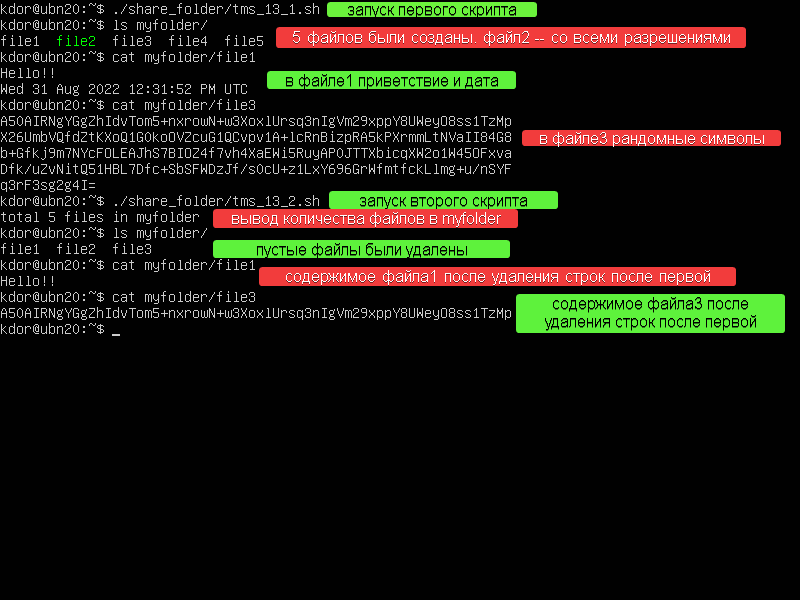 kdor@ubn20:~$ ./share_folder/tms_13_1.sh запуск первого скрипта
kdor@ubn20:~$ ls myfolder/
file1 file2 file3 file4 file5 5 файлов были созданы. файл2 -- со всеми разрешениями
kdor@ubn20:~$ cat myfolder/file1
Hello!!
Wed 31 Aug 2022 12:31:52 PM UTC в файле1 приветствие и дата
kdor@ubn20:~$ cat myfolder/file3
A50AIRNgYGgZhIdvTom5+nxrowN+w3XoxlUrsq3nIgVm29xppY8UWeyO8ss1TzMp
X26UmbVQfdZtKXoQ1G0koOVZcuG1QCvpv1A+lcRnBizpRA5kPXrmmLtNVaII84G8 в файле3 рандомные символы
b+Gfkj9m7NYcFOLEAJhS7BIOZ4f7vh4XaEWi5RuyAP0JTTXbicqXW2o1W45OFxva
Dfk/uZvNitQ51HBL7Dfc+SbSFWDzJf/sOcU+z1LxY696GrWfmtfckLlmg+u/nSYF
q3rF3sg2g4I=
kdor@ubn20:~$ ./share_folder/tms_13_2.sh запуск второго скрипта
total 5 files in myfolder вывод количества файлов в myfolder
kdor@ubn20:~$ ls myfolder/
file1 file2 file3 пустые файлы были удалены
kdor@ubn20:~$ cat myfolder/file1
Hello!! содержимое файла1 после удаления строк после первой
kdor@ubn20:~$ cat myfolder/file3
A50AIRNgYGgZhIdvTom5+nxrowN+w3XoxlUrsq3nIgVm29xppY8UWeyO8ss1TzMp
kdor@ubn20:~$ _
содержимое файла3 после
удаления строк после первой